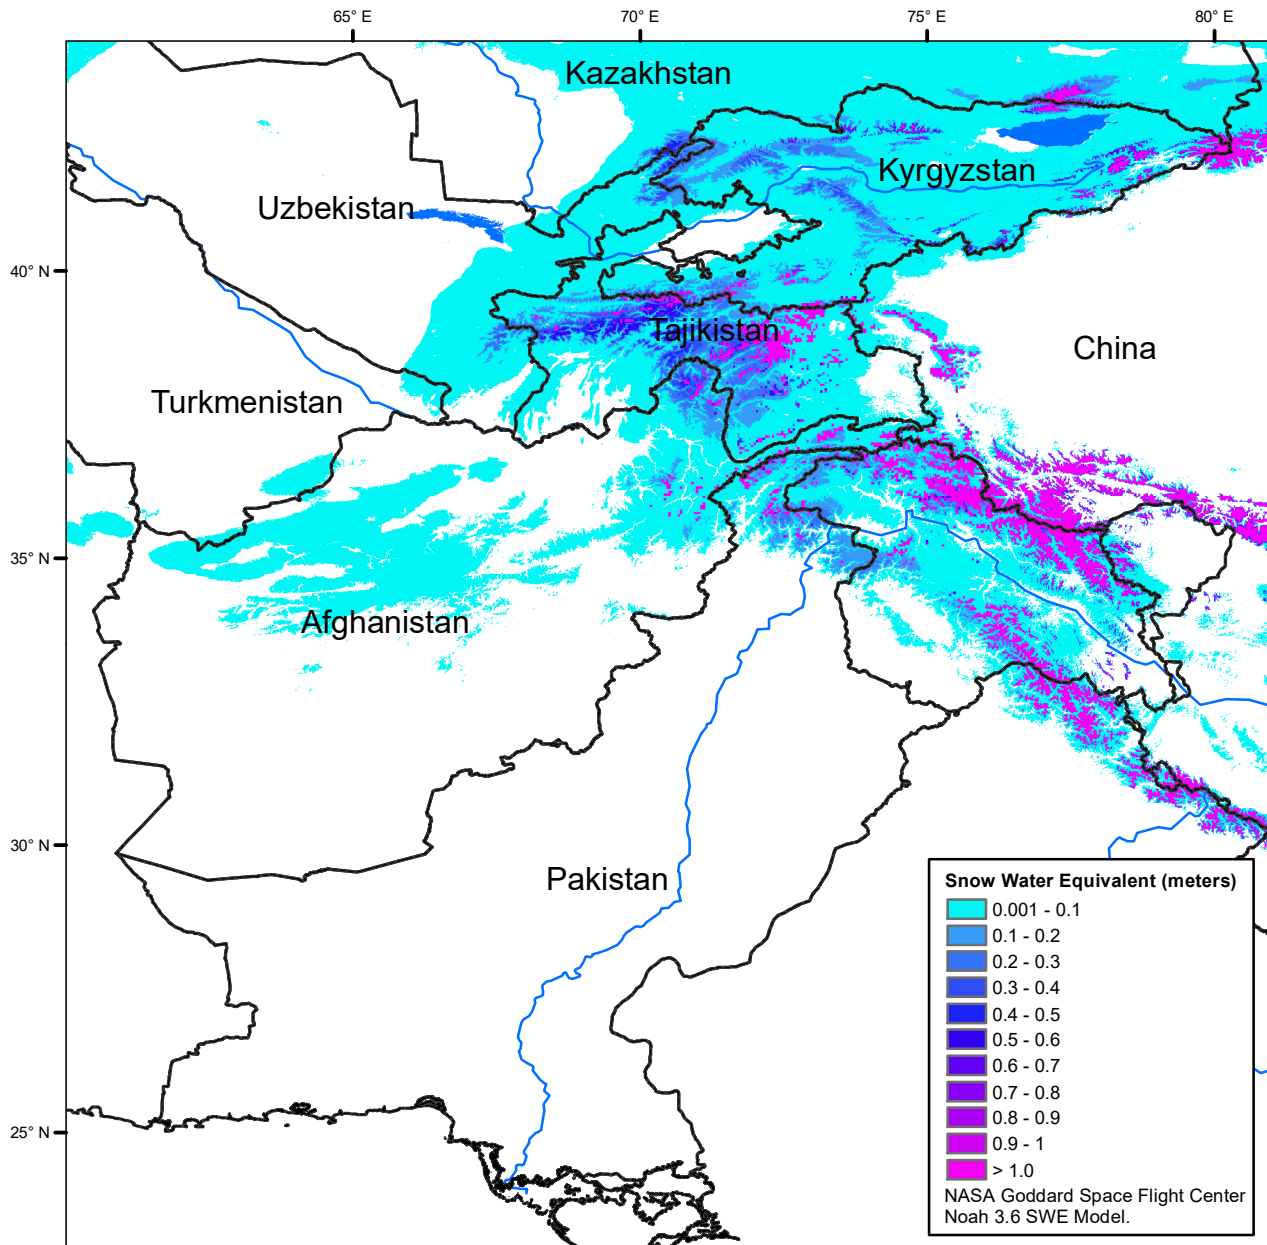 65° E
70° E
75° E
80° E
Kazakhstan
Kyrgyzstan
Uzbekistan
40° N
Tajikistan
China
Turkmenistan
35° N
Afghanistan
30° N
Pakistan
25° N
Snow Water Equivalent (meters)
0.001 - 0.1
0.1 - 0.2
0.2 - 0.3
0.3 - 0.4
0.4 - 0.5
0.5 - 0.6
0.6 - 0.7
0.7 - 0.8
0.8 - 0.9
0.9 - 1
> 1.0
NASA Goddard Space Flight Center
Noah 3.6 SWE Model.